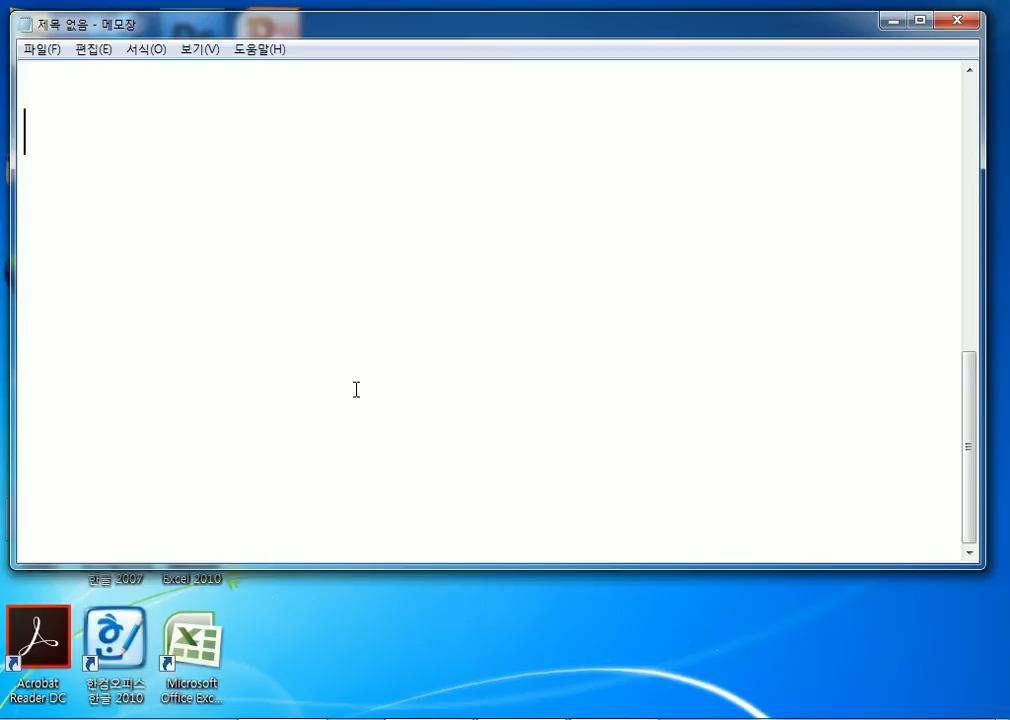 제목 없음 - 메모장
파일(F) 편집(E) 서식(O) 보기(V) 도움말(H)
한글 2007
Excel 2010
Acrobat
Reader DC
한컴오피스
한글 2010
Microsoft
Office Exc...